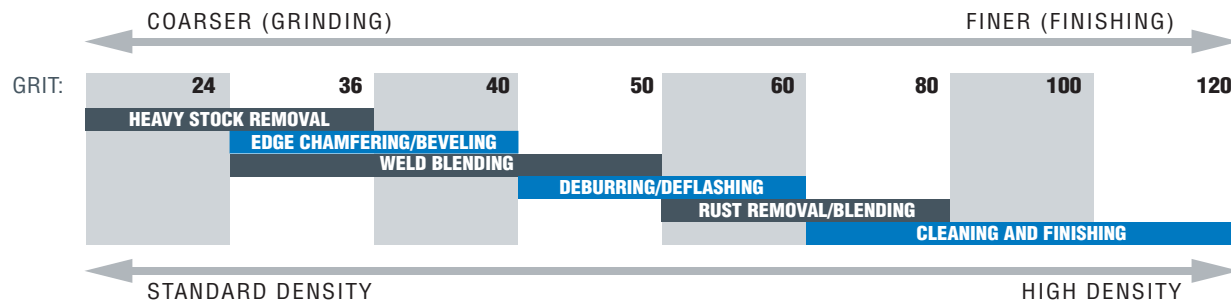 COARSER (GRINDING) FINER (FINISHING)
GRIT: 24 36 40 50 60 80 100 120
HEAVY STOCK REMOVAL
EDGE CHAMFERING/BEVELING
WELD BLENDING
DEBURRING/DEFLASHING
RUST REMOVAL/BLENDING
CLEANING AND FINISHING
STANDARD DENSITY HIGH DENSITY